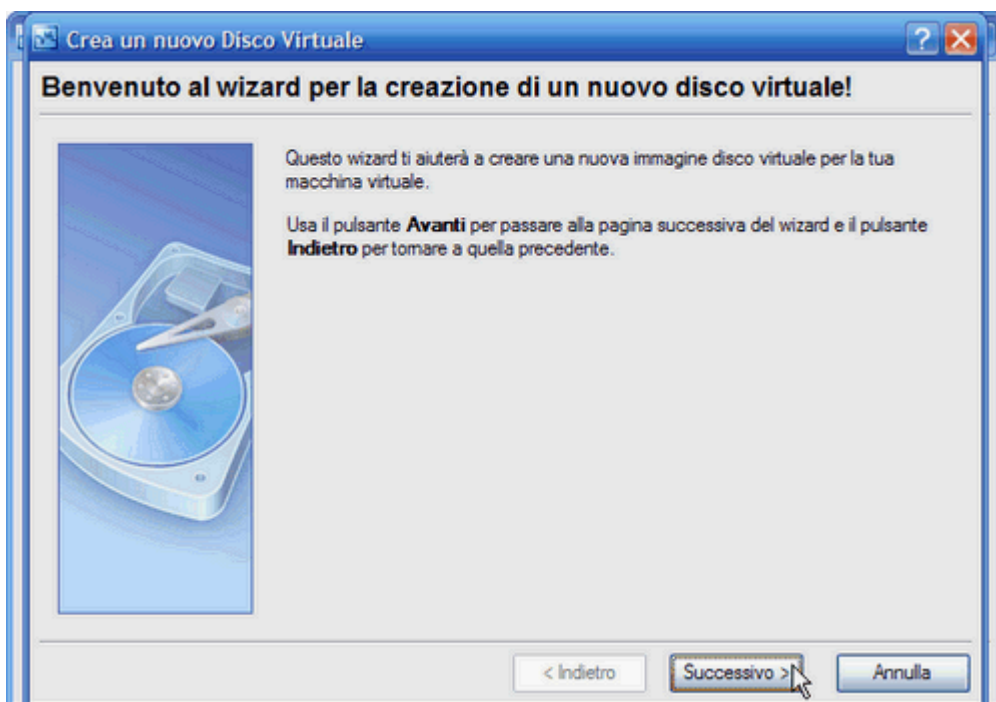 Crea un nuovo Disco Virtuale
Benvenuto al wizard per la creazione di un nuovo disco virtuale!
Questo wizard ti aiuterà a creare una nuova immagine disco virtuale per la tua
macchina virtuale.
Usa il pulsante Avanti per passare alla pagina successiva del wizard e il pulsante
Indietro per tornare a quella precedente.
< Indietro
Successivo >
Annulla